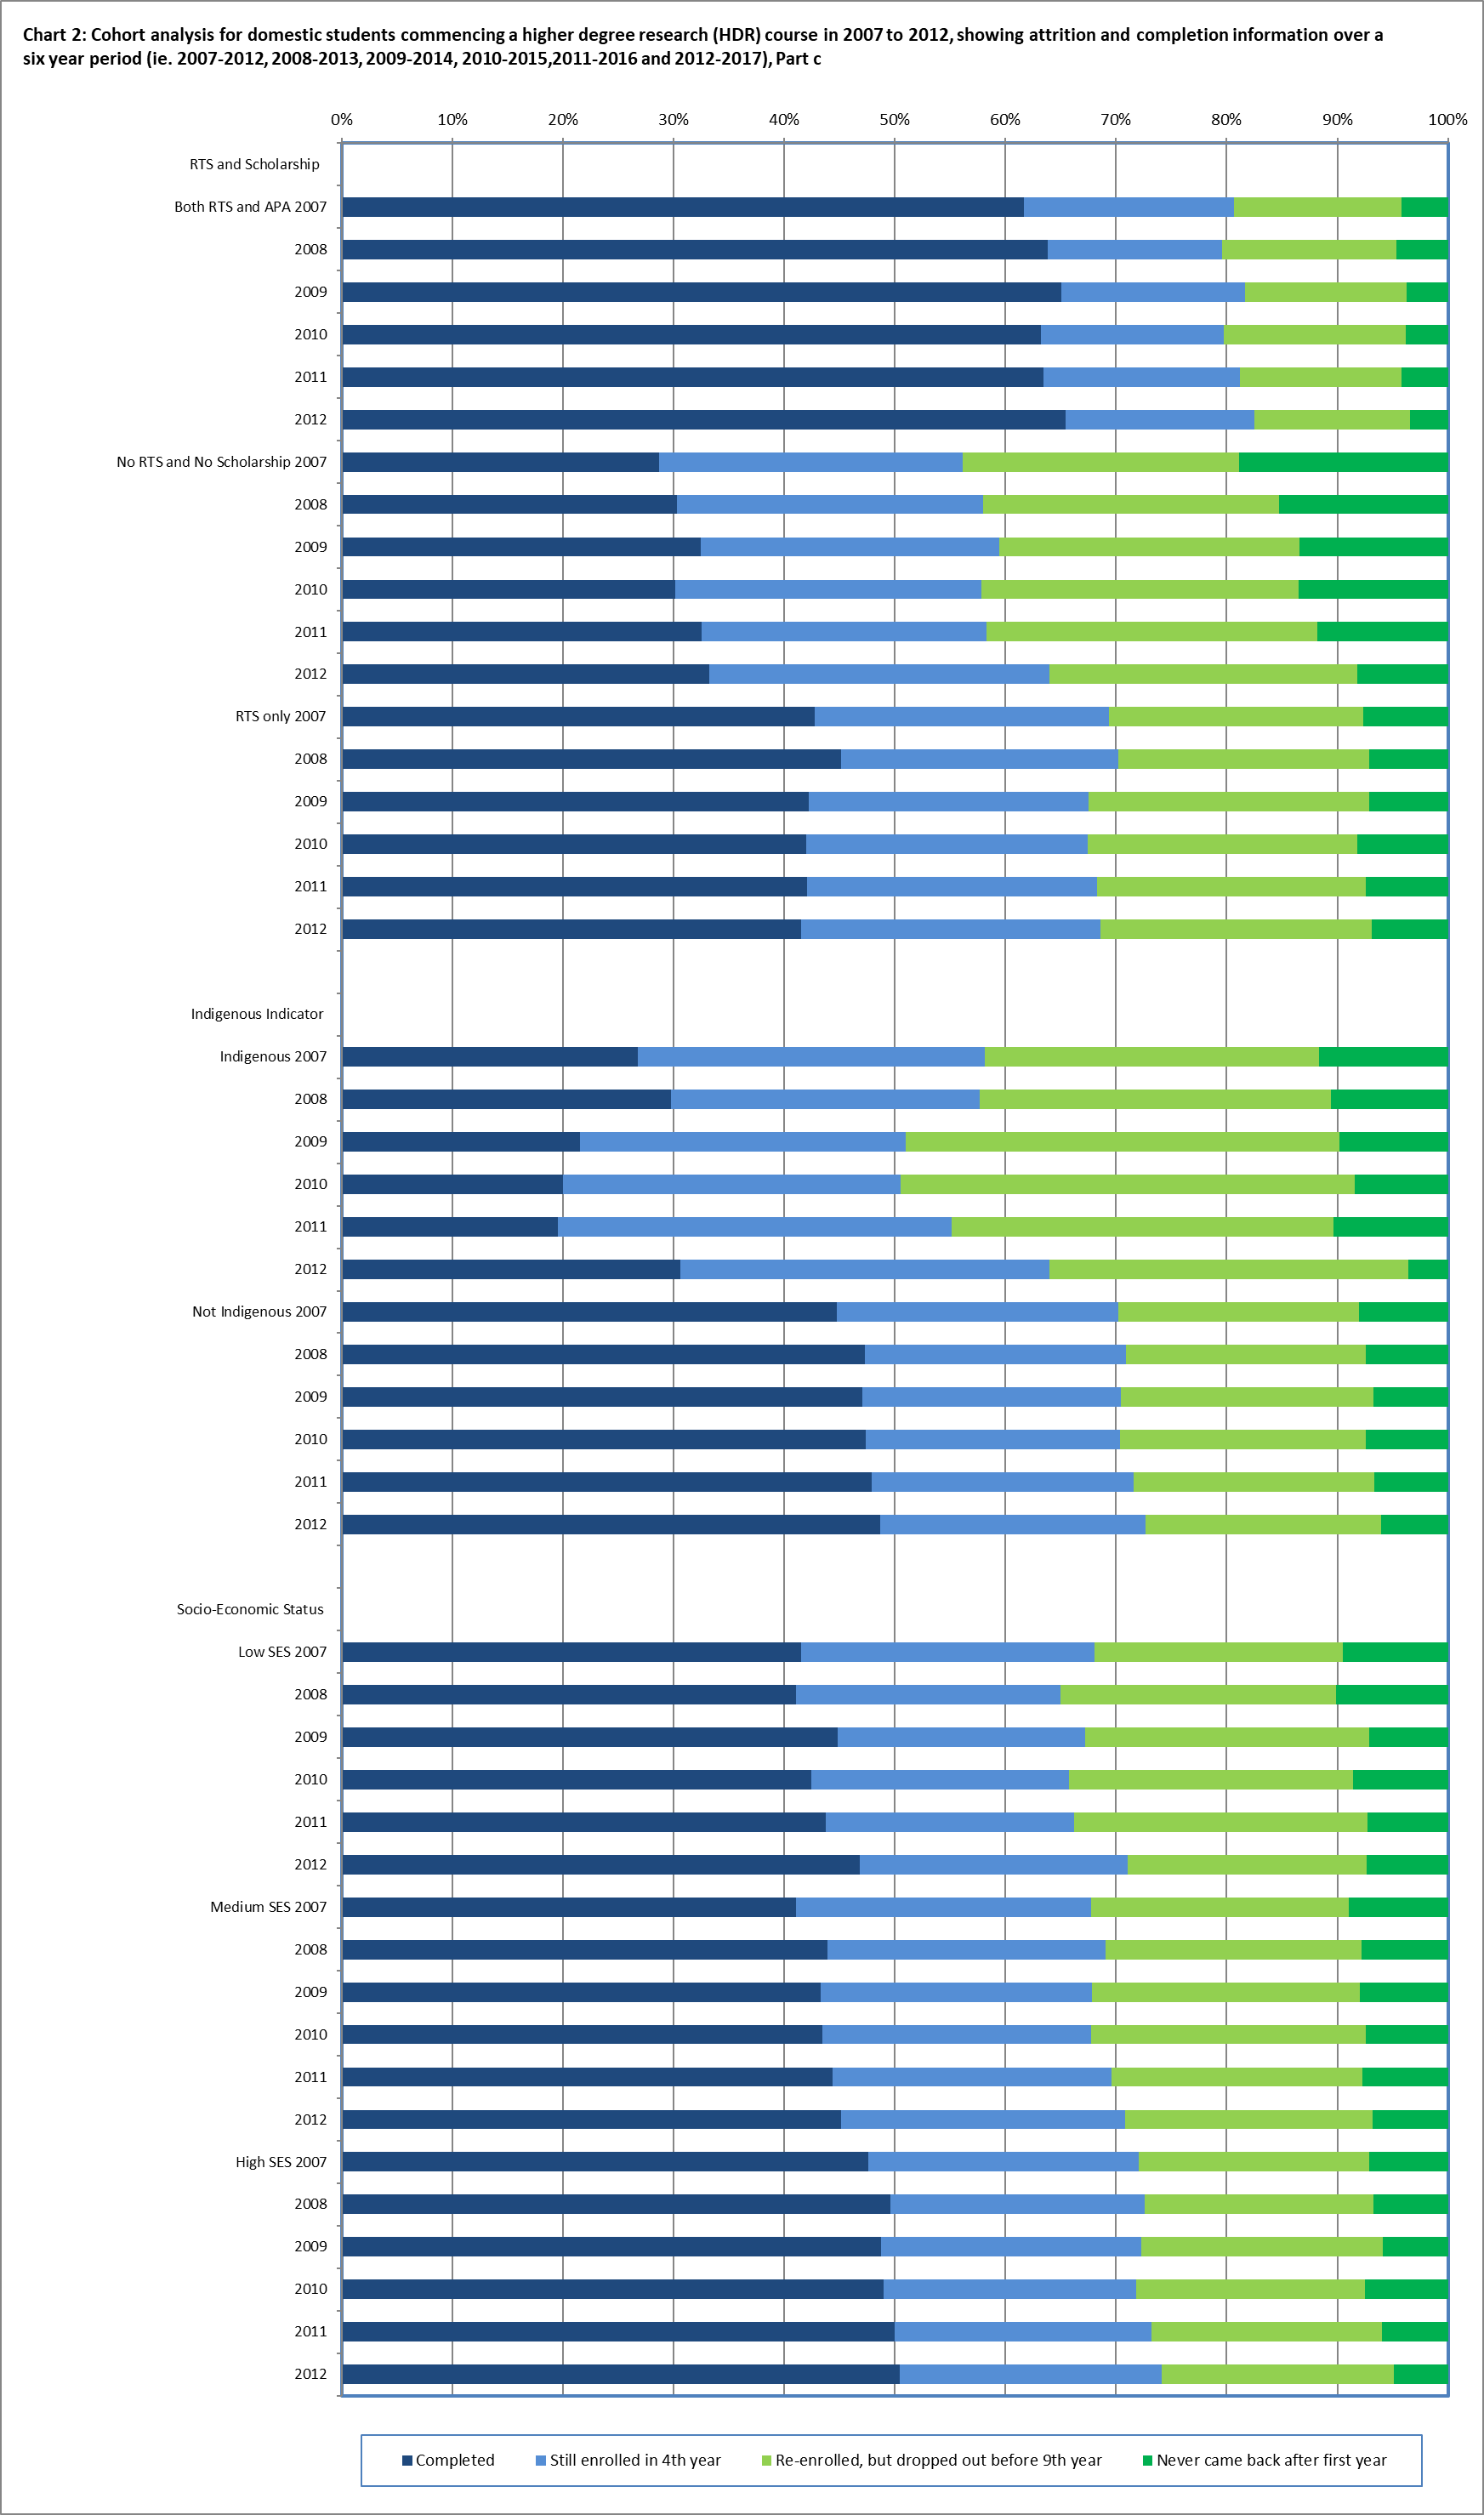 Chart 2: Cohort analysis for domestic students commencing a higher degree research (HDR) course in 2007 to 2012, showing attrition and completion information over a
six year period (ie. 2007-2012, 2008-2013, 2009-2014, 2010-2015,2011-2016 and 2012-2017), Part c
0% 10% 20% 30% 40% 50% 60% 70% 80% 90% 100%
RTS and Scholarship
Both RTS and APA 2007
2008
2009
2010
2011
2012
No RTS and No Scholarship 2007
2008
2009
2010
2011
2012
RTS only 2007
2008
2009
2010
2011
2012
Indigenous Indicator
Indigenous 2007
2008
2009
2010
2011
2012
Not Indigenous 2007
2008
2009
2010
2011
2012
Socio-Economic Status
Low SES 2007
2008
2009
2010
2011
2012
Medium SES 2007
2008
2009
2010
2011
2012
High SES 2007
2008
2009
2010
2011
2012
Completed Still enrolled in 4th year Re-enrolled, but dropped out before 9th year Never came back after first year